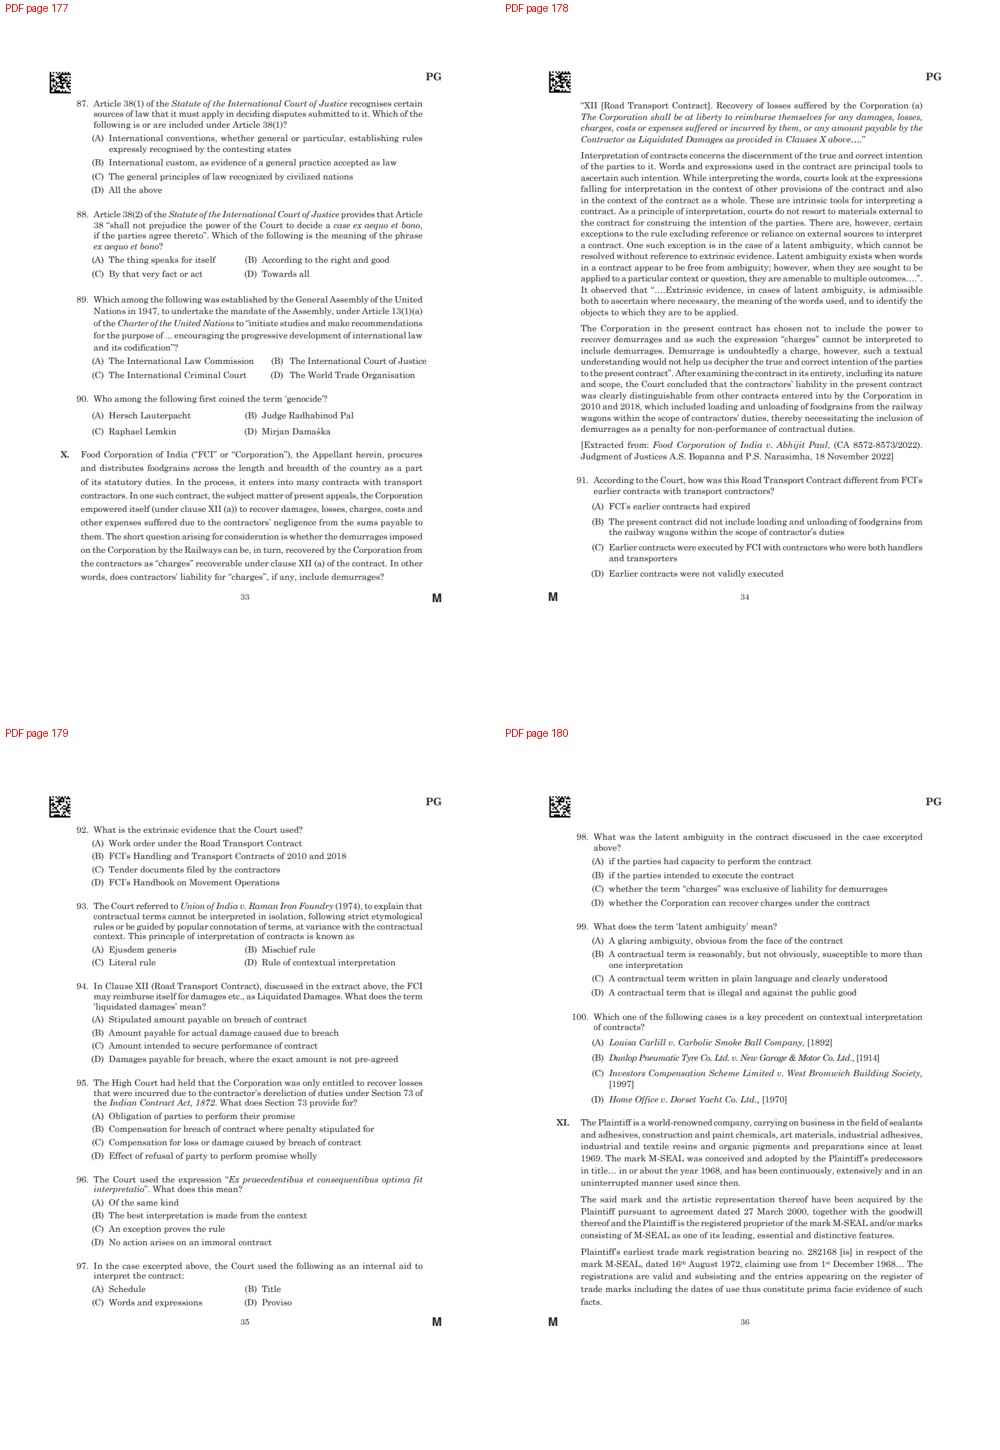 PDF page 177
PG
87. Article 38(1) of the Statute of the International Court of Justice recognises certain
sources of law that it must apply in deciding disputes submitted to it. Which of the
following is or are included under Article 38(1)?
(A) International conventions, whether general or particular, establishing rules
expressly recognised by the contesting states
(B) International custom, as evidence of a general practice accepted as law
(C) The general principles of law recognized by civilized nations
(D) All the above
88. Article 38(2) of the Statute of the International Court of Justice provides that Article
38 “shall not prejudice the power of the Court to decide a case ex aequo et bono,
if the parties agree thereto”. Which of the following is the meaning of the phrase
ex aequo et bono?
(A) The thing speaks for itself (B) According to the right and good
(C) By that very fact or act (D) Towards all
89. Which among the following was established by the General Assembly of the United
Nations in 1947, to undertake the mandate of the Assembly, under Article 13(1)(a)
of the Charter of the United Nations to “initiate studies and make recommendations
for the purpose of ... encouraging the progressive development of international law
and its codification”?
(A) The International Law Commission (B) The International Court of Justice
(C) The International Criminal Court (D) The World Trade Organisation
90. Who among the following first coined the term ‘genocide’?
(A) Hersch Lauterpacht (B) Judge Radhabinod Pal
(C) Raphael Lemkin (D) Mirjan Damaška
X. Food Corporation of India (“FCI” or “Corporation”), the Appellant herein, procures
and distributes foodgrains across the length and breadth of the country as a part
of its statutory duties. In the process, it enters into many contracts with transport
contractors. In one such contract, the subject matter of present appeals, the Corporation
empowered itself (under clause XII (a)) to recover damages, losses, charges, costs and
other expenses suffered due to the contractors’ negligence from the sums payable to
them. The short question arising for consideration is whether the demurrages imposed
on the Corporation by the Railways can be, in turn, recovered by the Corporation from
the contractors as “charges” recoverable under clause XII (a) of the contract. In other
words, does contractors’ liability for “charges”, if any, include demurrages?
33
M
PDF page 178
PG
“XII [Road Transport Contract]. Recovery of losses suffered by the Corporation (a)
The Corporation shall be at liberty to reimburse themselves for any damages, losses,
charges, costs or expenses suffered or incurred by them, or any amount payable by the
Contractor as Liquidated Damages as provided in Clauses X above….”
Interpretation of contracts concerns the discernment of the true and correct intention
of the parties to it. Words and expressions used in the contract are principal tools to
ascertain such intention. While interpreting the words, courts look at the expressions
falling for interpretation in the context of other provisions of the contract and also
in the context of the contract as a whole. These are intrinsic tools for interpreting a
contract. As a principle of interpretation, courts do not resort to materials external to
the contract for construing the intention of the parties. There are, however, certain
exceptions to the rule excluding reference or reliance on external sources to interpret
a contract. One such exception is in the case of a latent ambiguity, which cannot be
resolved without reference to extrinsic evidence. Latent ambiguity exists when words
in a contract appear to be free from ambiguity; however, when they are sought to be
applied to a particular context or question, they are amenable to multiple outcomes….”.
It observed that “….Extrinsic evidence, in cases of latent ambiguity, is admissible
both to ascertain where necessary, the meaning of the words used, and to identify the
objects to which they are to be applied.
The Corporation in the present contract has chosen not to include the power to
recover demurrages and as such the expression “charges” cannot be interpreted to
include demurrages. Demurrage is undoubtedly a charge, however, such a textual
understanding would not help us decipher the true and correct intention of the parties
to the present contract”. After examining the contract in its entirety, including its nature
and scope, the Court concluded that the contractors’ liability in the present contract
was clearly distinguishable from other contracts entered into by the Corporation in
2010 and 2018, which included loading and unloading of foodgrains from the railway
wagons within the scope of contractors’ duties, thereby necessitating the inclusion of
demurrages as a penalty for non-performance of contractual duties.
[Extracted from: Food Corporation of India v. Abhijit Paul, (CA 8572-8573/2022).
Judgment of Justices A.S. Bopanna and P.S. Narasimha, 18 November 2022]
91. According to the Court, how was this Road Transport Contract different from FCI’s
earlier contracts with transport contractors?
(A) FCI’s earlier contracts had expired
(B) The present contract did not include loading and unloading of foodgrains from
the railway wagons within the scope of contractor’s duties
(C) Earlier contracts were executed by FCI with contractors who were both handlers
and transporters
(D) Earlier contracts were not validly executed
M
34
PDF page 179
PG
92. What is the extrinsic evidence that the Court used?
(A) Work order under the Road Transport Contract
(B) FCI’s Handling and Transport Contracts of 2010 and 2018
(C) Tender documents filed by the contractors
(D) FCI’s Handbook on Movement Operations
93. The Court referred to Union of India v. Raman Iron Foundry (1974), to explain that
contractual terms cannot be interpreted in isolation, following strict etymological
rules or be guided by popular connotation of terms, at variance with the contractual
context. This principle of interpretation of contracts is known as
(A) Ejusdem generis (B) Mischief rule
(C) Literal rule (D) Rule of contextual interpretation
94. In Clause XII (Road Transport Contract), discussed in the extract above, the FCI
may reimburse itself for damages etc., as Liquidated Damages. What does the term
‘liquidated damages’ mean?
(A) Stipulated amount payable on breach of contract
(B) Amount payable for actual damage caused due to breach
(C) Amount intended to secure performance of contract
(D) Damages payable for breach, where the exact amount is not pre-agreed
95. The High Court had held that the Corporation was only entitled to recover losses
that were incurred due to the contractor’s dereliction of duties under Section 73 of
the Indian Contract Act, 1872. What does Section 73 provide for?
(A) Obligation of parties to perform their promise
(B) Compensation for breach of contract where penalty stipulated for
(C) Compensation for loss or damage caused by breach of contract
(D) Effect of refusal of party to perform promise wholly
96. The Court used the expression “Ex praecedentibus et consequentibus optima fit
interpretatio”. What does this mean?
(A) Of the same kind
(B) The best interpretation is made from the context
(C) An exception proves the rule
(D) No action arises on an immoral contract
97. In the case excerpted above, the Court used the following as an internal aid to
interpret the contract:
(A) Schedule (B) Title
(C) Words and expressions (D) Proviso
35
M
PDF page 180
PG
98. What was the latent ambiguity in the contract discussed in the case excerpted
above?
(A) if the parties had capacity to perform the contract
(B) if the parties intended to execute the contract
(C) whether the term “charges” was exclusive of liability for demurrages
(D) whether the Corporation can recover charges under the contract
99. What does the term ‘latent ambiguity’ mean?
(A) A glaring ambiguity, obvious from the face of the contract
(B) A contractual term is reasonably, but not obviously, susceptible to more than
one interpretation
(C) A contractual term written in plain language and clearly understood
(D) A contractual term that is illegal and against the public good
100. Which one of the following cases is a key precedent on contextual interpretation
of contracts?
(A) Louisa Carlill v. Carbolic Smoke Ball Company, [1892]
(B) Dunlop Pneumatic Tyre Co. Ltd. v. New Garage & Motor Co. Ltd., [1914]
(C) Investors Compensation Scheme Limited v. West Bromwich Building Society,
[1997]
(D) Home Office v. Dorset Yacht Co. Ltd., [1970]
XI. The Plaintiff is a world-renowned company, carrying on business in the field of sealants
and adhesives, construction and paint chemicals, art materials, industrial adhesives,
industrial and textile resins and organic pigments and preparations since at least
1969. The mark M-SEAL was conceived and adopted by the Plaintiff’s predecessors
in title… in or about the year 1968, and has been continuously, extensively and in an
uninterrupted manner used since then.
The said mark and the artistic representation thereof have been acquired by the
Plaintiff pursuant to agreement dated 27 March 2000, together with the goodwill
thereof and the Plaintiff is the registered proprietor of the mark M-SEAL and/or marks
consisting of M-SEAL as one of its leading, essential and distinctive features.
Plaintiff’s earliest trade mark registration bearing no. 282168 [is] in respect of the
mark M-SEAL, dated 16th August 1972, claiming use from 1st December 1968… The
registrations are valid and subsisting and the entries appearing on the register of
trade marks including the dates of use thus constitute prima facie evidence of such
facts.
M
36